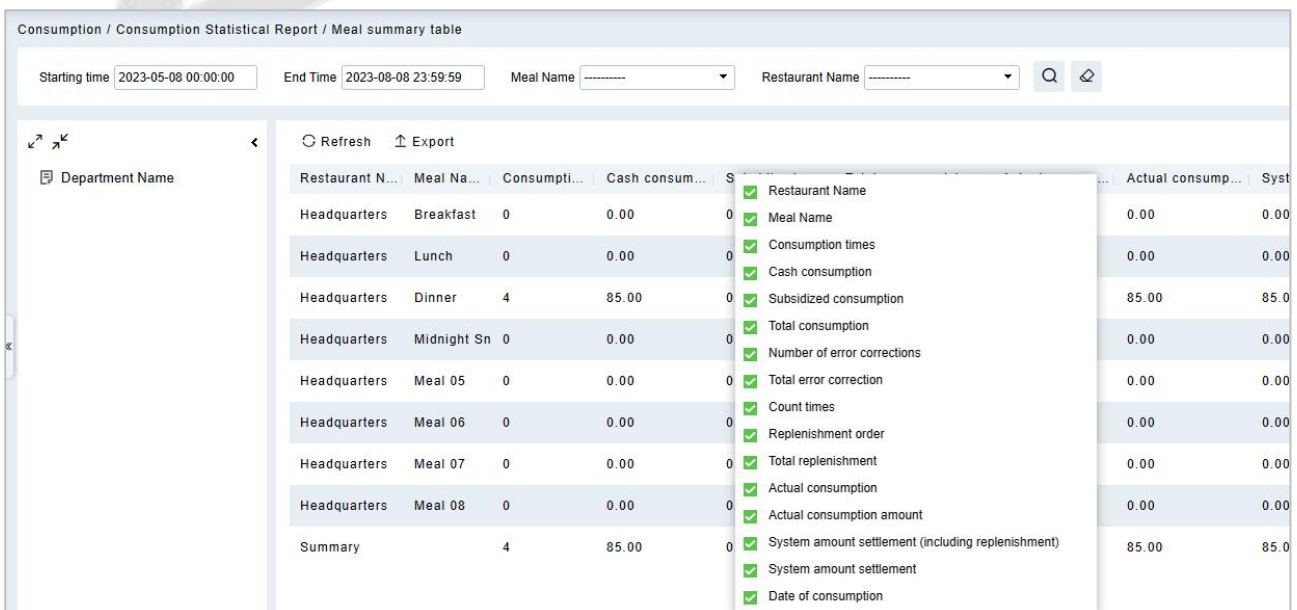 Consumption / Consumption Statistical Report / Meal summary table
Starting time 2023-05-08 00:00:00 End Time 2023-08-08 23:59:59 Meal Name ---------- Restaurant Name ----------
Refresh Export
Department Name
Restaurant N... Meal Na... Consumpti... Cash consum... Actual consump... Syst
Headquarters Breakfast 0 0.00 0 0.00 0.00
Headquarters Lunch 0 0.00 0 0.00 0.00
Headquarters Dinner 4 85.00 0 85.00 85.0
Headquarters Midnight Sn 0 0.00 0 0.00 0.00
Headquarters Meal 05 0 0.00 0 0.00 0.00
Headquarters Meal 06 0 0.00 0 0.00 0.00
Headquarters Meal 07 0 0.00 0 0.00 0.00
Headquarters Meal 08 0 0.00 0 0.00 0.00
Summary 4 85.00 0 85.00 85.0
Restaurant Name
Meal Name
Consumption times
Cash consumption
Subsidized consumption
Total consumption
Number of error corrections
Total error correction
Count times
Replenishment order
Total replenishment
Actual consumption
Actual consumption amount
System amount settlement (including replenishment)
System amount settlement
Date of consumption